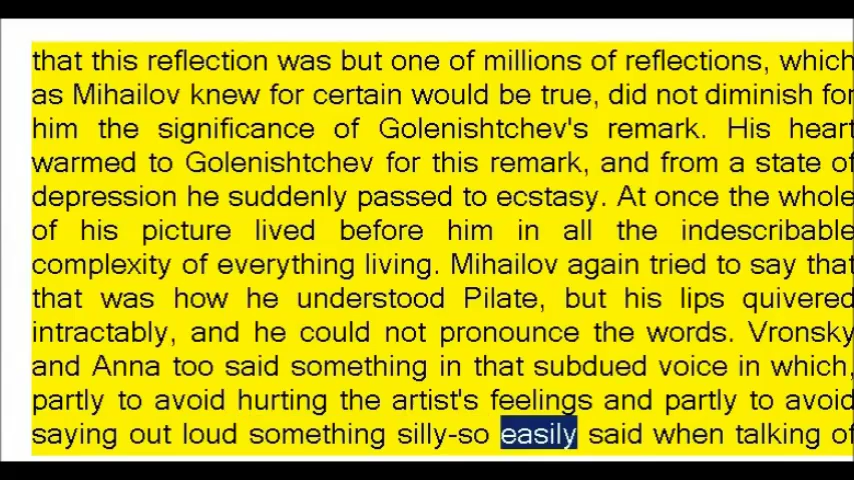 that this reflection was but one of millions of reflections, which
as Mihailov knew for certain would be true, did not diminish for
him the significance of Golenishtchev's remark. His heart
warmed to Golenishtchev for this remark, and from a state of
depression he suddenly passed to ecstasy. At once the whole
of his picture lived before him in all the indescribable
complexity of everything living. Mihailov again tried to say that
that was how he understood Pilate, but his lips quivered
intractably, and he could not pronounce the words. Vronsky
and Anna too said something in that subdued voice in which,
partly to avoid hurting the artist's feelings and partly to avoid
saying out loud something silly-so easily said when talking of